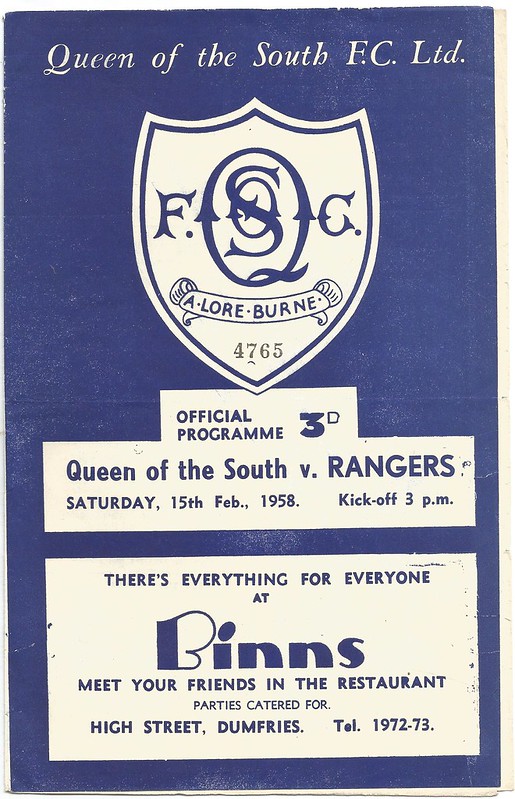 Queen of the South F.C. Ltd.
F. QS C.
A·LORE·BURNE·
4765
OFFICIAL
PROGRAMME 3D
Queen of the South v. RANGERS
SATURDAY, 15th Feb., 1958. Kick-off 3 p.m.
THERE'S EVERYTHING FOR EVERYONE
AT
Binns
MEET YOUR FRIENDS IN THE RESTAURANT
PARTIES CATERED FOR.
HIGH STREET, DUMFRIES. Tel. 1972-73.